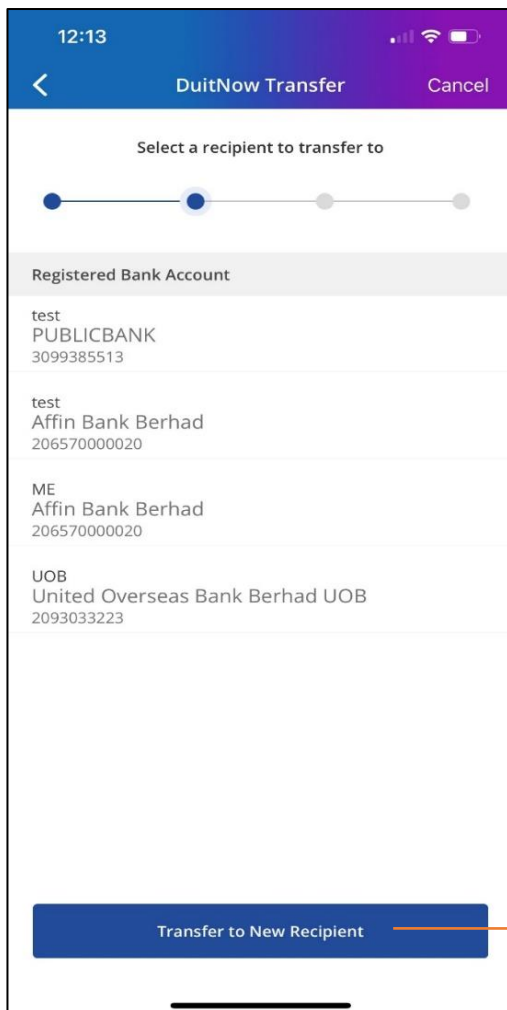 12:13
DuitNow Transfer Cancel
Select a recipient to transfer to
Registered Bank Account
test
PUBLICBANK
3099385513
test
Affin Bank Berhad
206570000020
ME
Affin Bank Berhad
206570000020
UOB
United Overseas Bank Berhad UOB
2093033223
Transfer to New Recipient